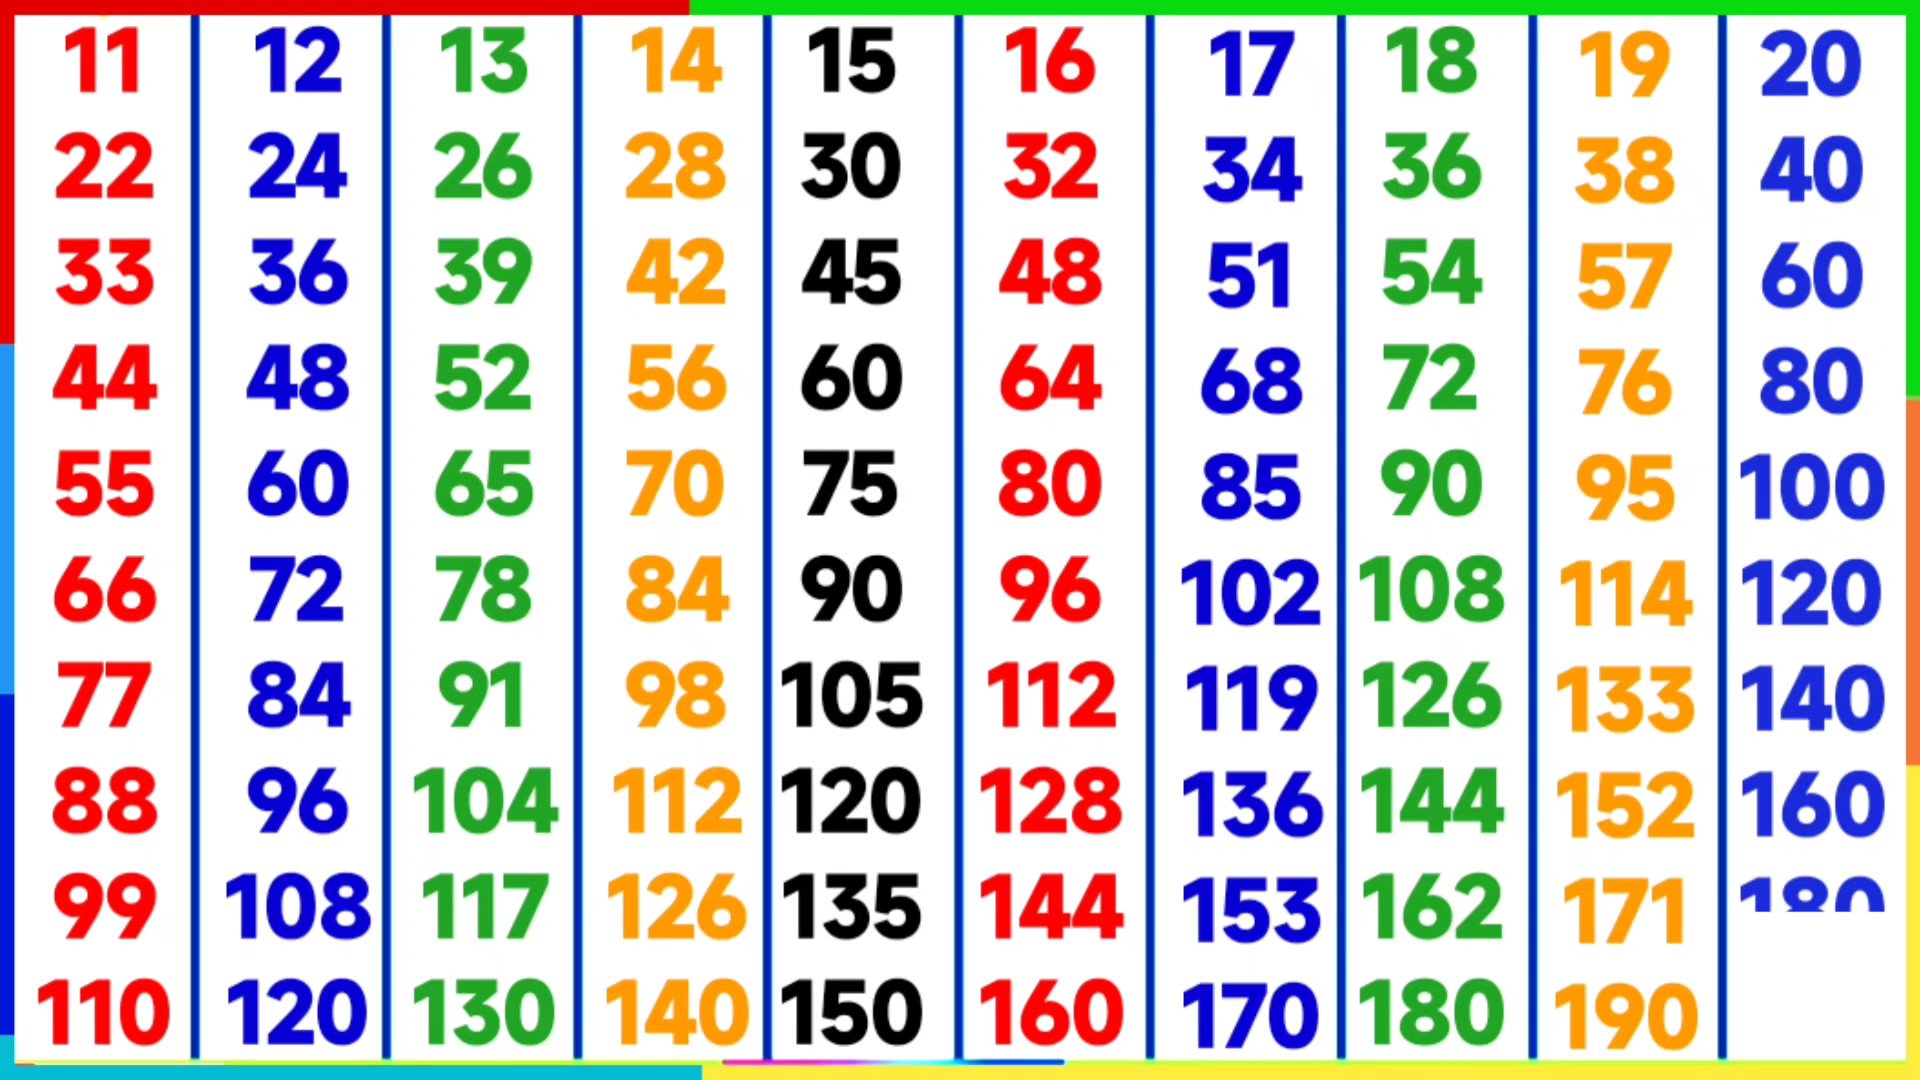 11 12 13 14 15 16 17 18 19 20
22 24 26 28 30 32 34 36 38 40
33 36 39 42 45 48 51 54 57 60
44 48 52 56 60 64 68 72 76 80
55 60 65 70 75 80 85 90 95 100
66 72 78 84 90 96 102 108 114 120
77 84 91 98 105 112 119 126 133 140
88 96 104 112 120 128 136 144 152 160
99 108 117 126 135 144 153 162 171 180
110 120 130 140 150 160 170 180 190